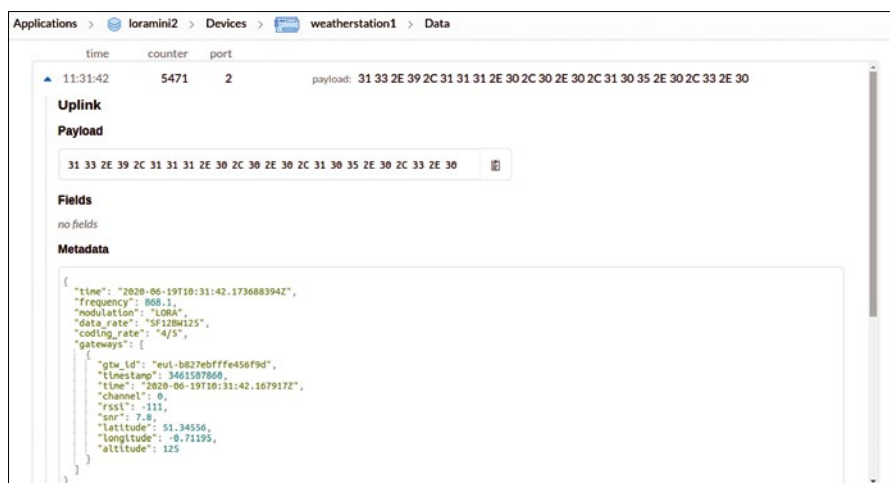 Applications > loramini2 > Devices > weatherstation1 > Data
time counter port
11:31:42 5471 2 payload: 31 33 2E 39 2C 31 31 31 2E 30 2C 30 2E 30 2C 31 30 35 2E 30 2C 33 2E 30
Uplink
Payload
31 33 2E 39 2C 31 31 31 2E 30 2C 30 2E 30 2C 31 30 35 2E 30 2C 33 2E 30
Fields
no fields
Metadata
{
"time": "2020-06-19T10:31:42.173688394Z",
"frequency": 868.1,
"modulation": "LORA",
"data_rate": "SF12BW125",
"coding_rate": "4/5",
"gateways": [
{
"gtw_id": "eui-b827ebfffe456f9d",
"timestamp": 3461507860,
"time": "2020-06-19T10:31:42.167917Z",
"channel": 0,
"rssi": -111,
"snr": 7.8,
"latitude": 51.34556,
"longitude": -0.71195,
"altitude": 125
}
]
}